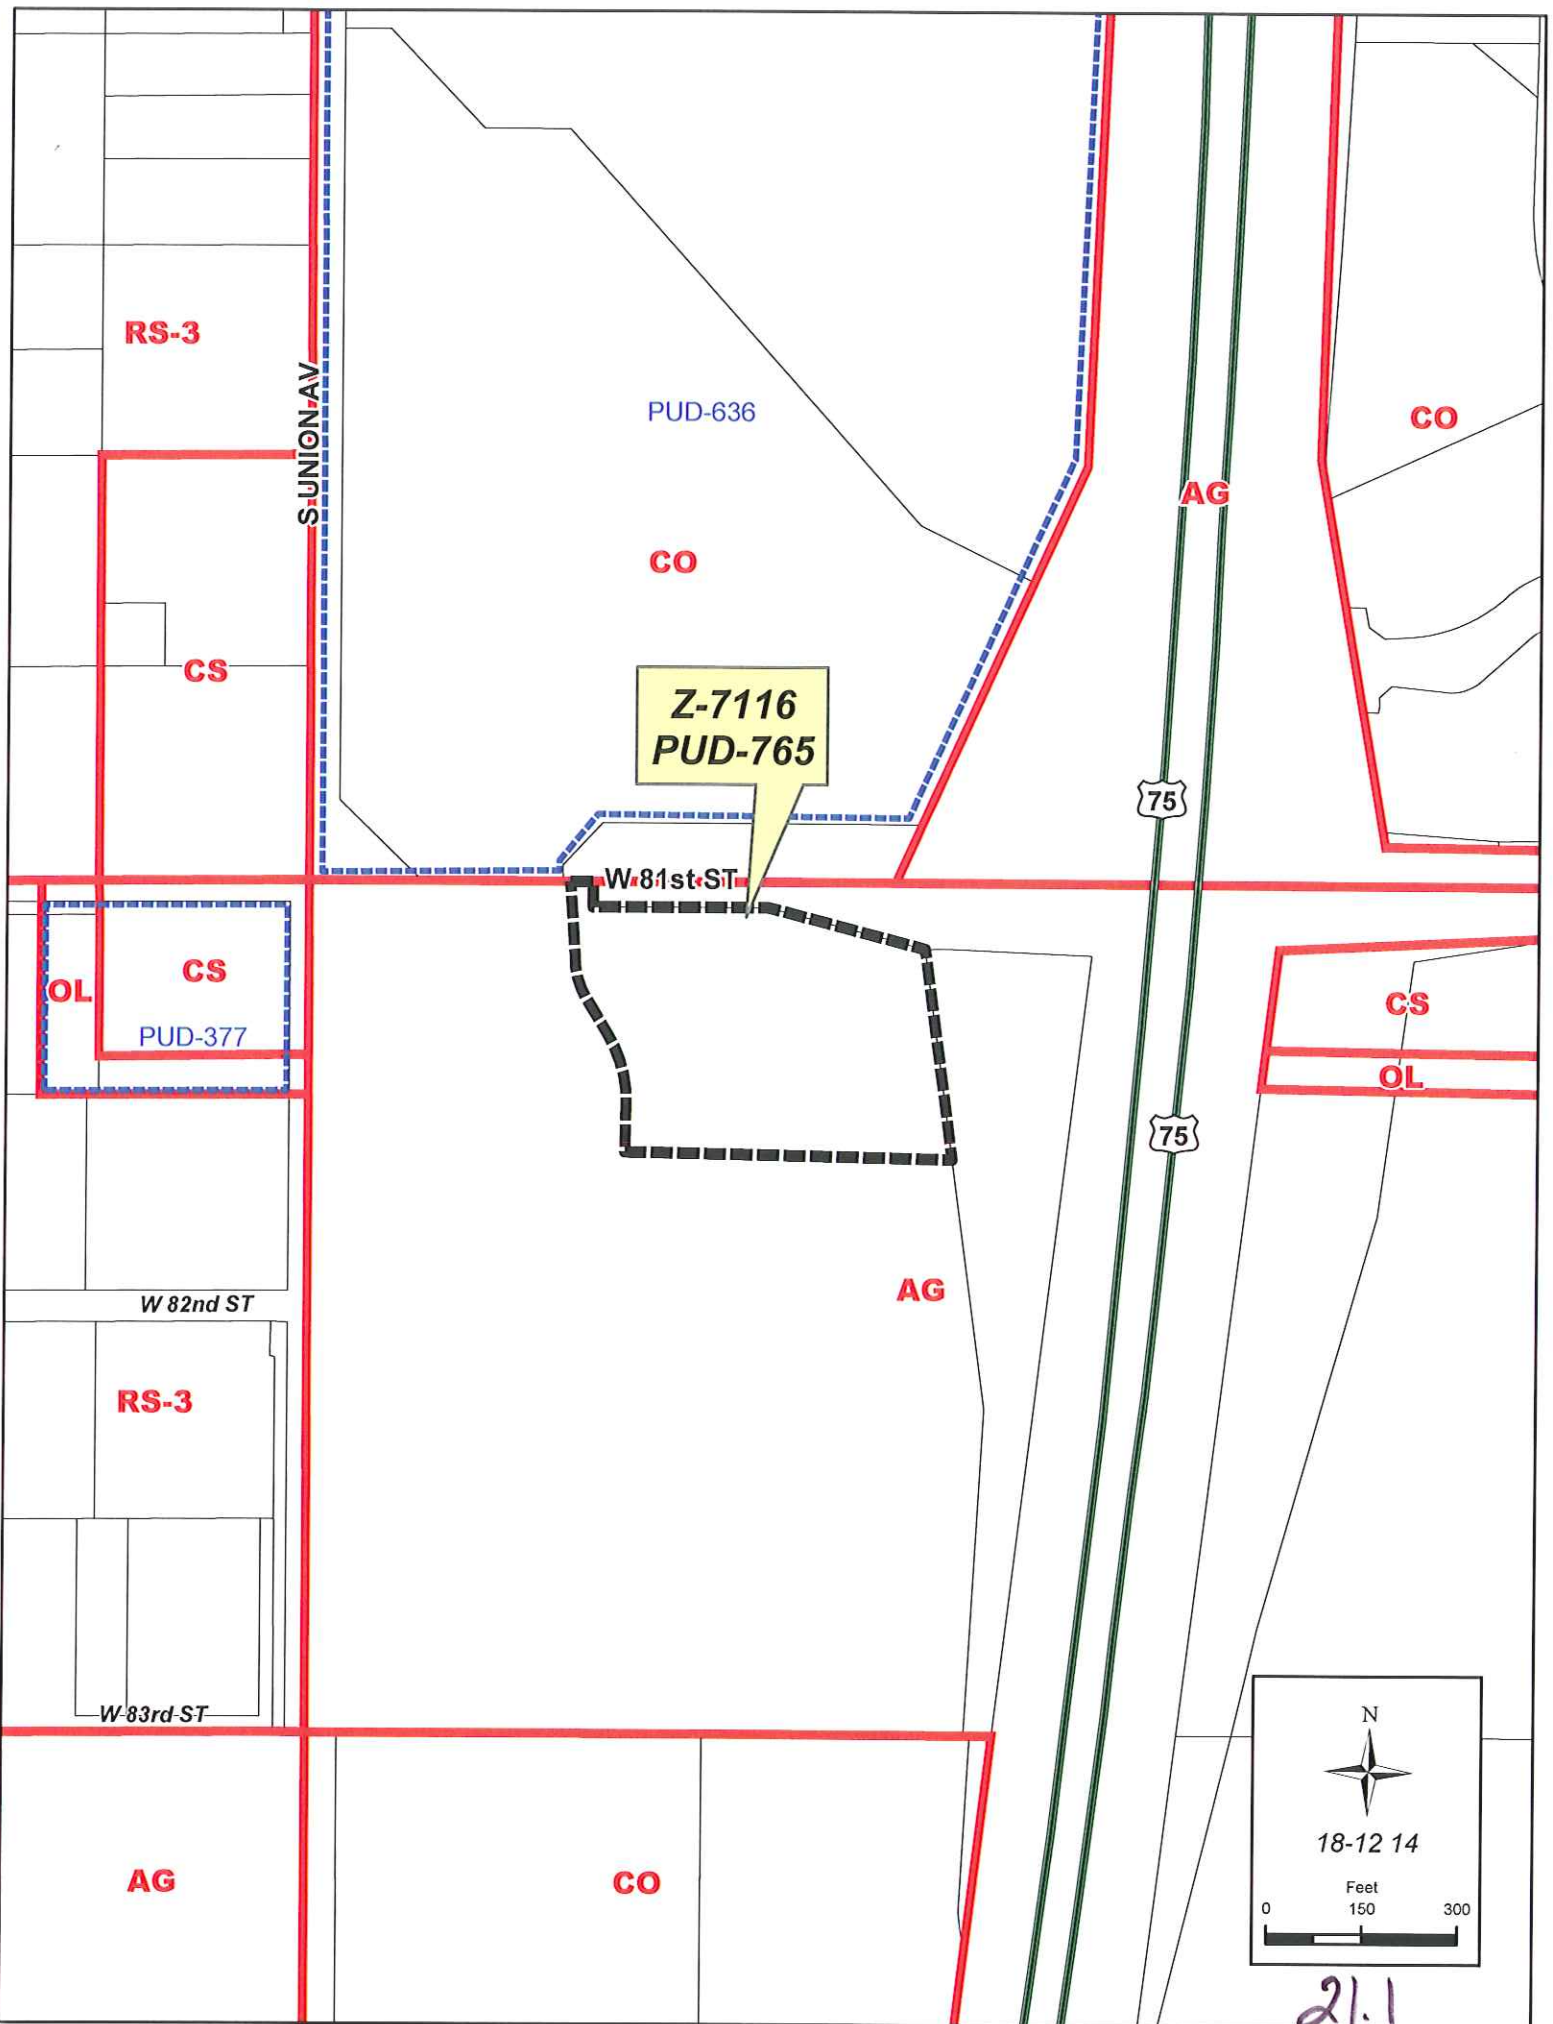 RS-3
S UNION AV
PUD-636
CO
AG
CO
CS
CO
Z-7116
PUD-765
75
W 81st ST
OL
CS
PUD-377
CS
OL
75
W 82nd ST
AG
RS-3
W 83rd ST
AG
CO
N
18-12 14
Feet
0 150 300
21.1